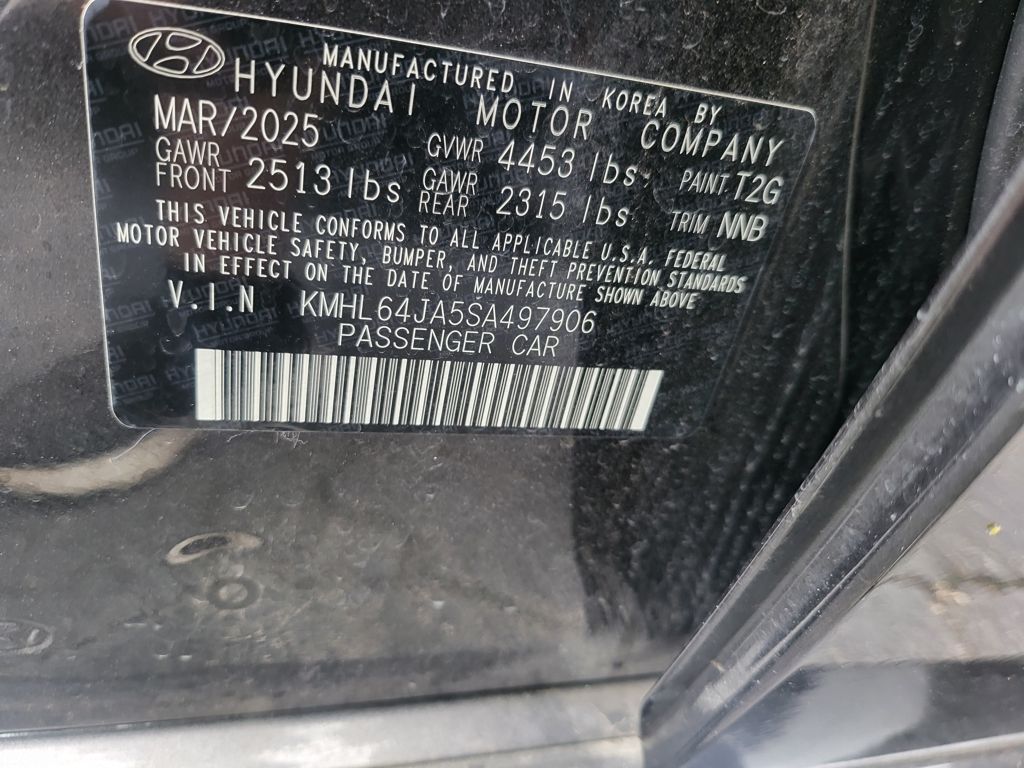 MANUFACTURED IN KOREA BY
HYUNDAI MOTOR COMPANY
MAR/2025 GVWR 4453 lbs PAINT T2G
GAWR FRONT 2513 lbs GAWR REAR 2315 lbs TRIM NNB
THIS VEHICLE CONFORMS TO ALL APPLICABLE U.S.A. FEDERAL
MOTOR VEHICLE SAFETY, BUMPER, AND THEFT PREVENTION STANDARDS
IN EFFECT ON THE DATE OF MANUFACTURE SHOWN ABOVE
V.I.N KMHL64JA5SA497906
PASSENGER CAR